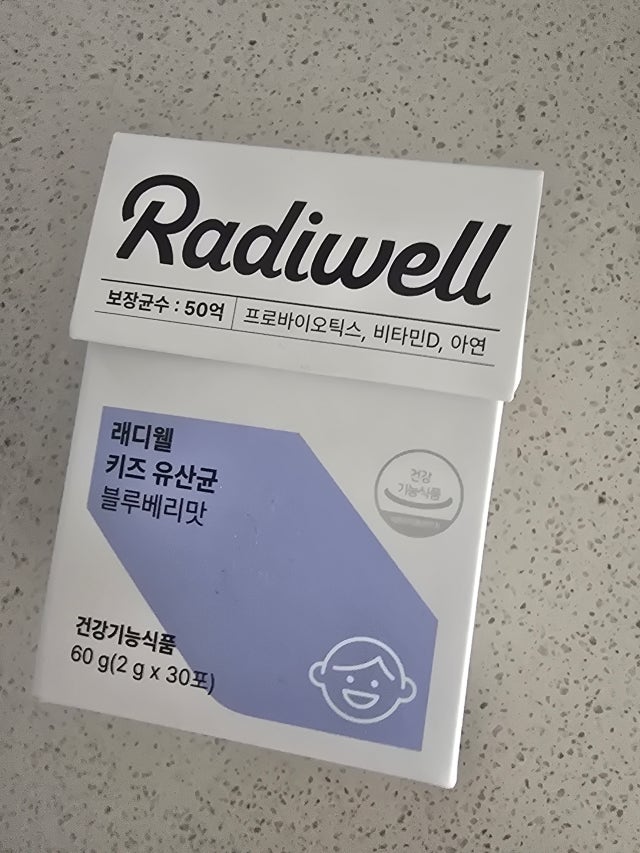 Radiwell
보장균수 : 50억
프로바이오틱스, 비타민D, 아연
래디웰
키즈 유산균
블루베리맛
건강
기능식품
건강기능식품
60 g(2 g x 30포)